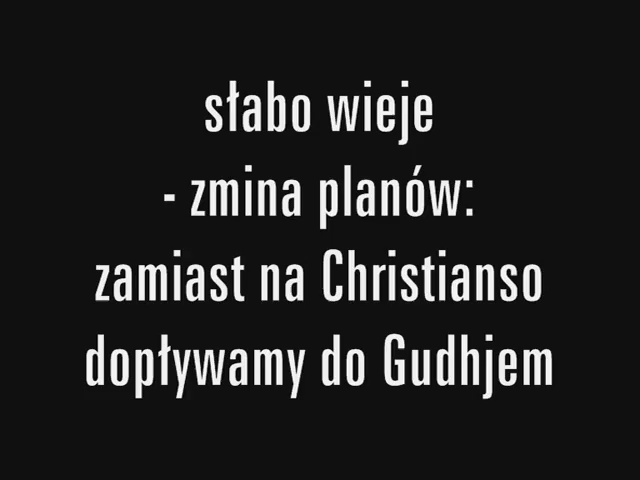 słabo wieje
- zmina planów:
zamiast na Christianso
dopływamy do Gudhjem